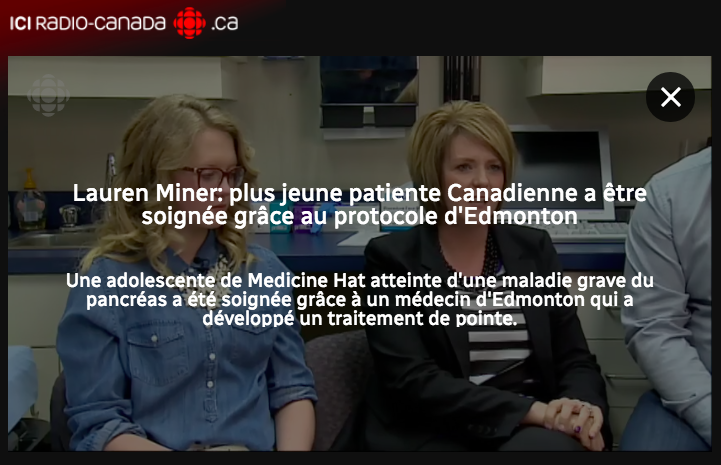 ICI RADIO-CANADA .ca
Lauren Miner: plus jeune patiente Canadienne a être
soignée grâce au protocole d'Edmonton
Une adolescente de Medicine Hat atteinte d'une maladie grave du
pancréas a été soignée grâce à un médecin d'Edmonton qui a
développé un traitement de pointe.